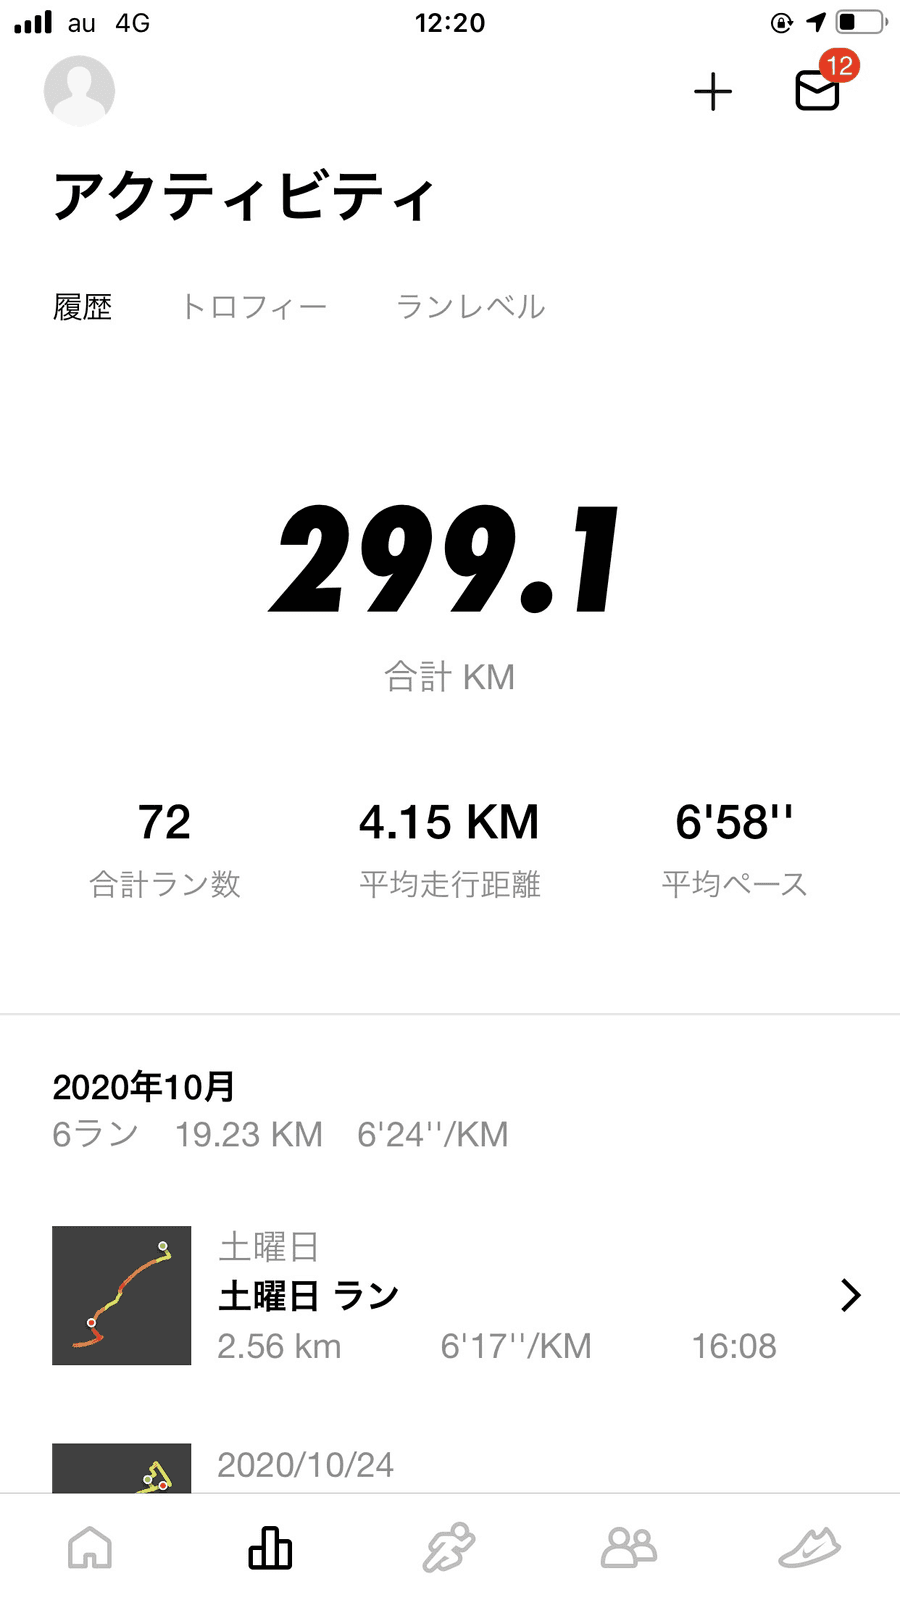 au 4G 12:20
12
アクティビティ
履歴 トロフィー ランレベル
299.1
合計 KM
72 4.15 KM 6'58''
合計ラン数 平均走行距離 平均ペース
2020年10月
6ラン 19.23 KM 6'24''/KM
土曜日
土曜日 ラン
2.56 km 6'17''/KM 16:08
2020/10/24